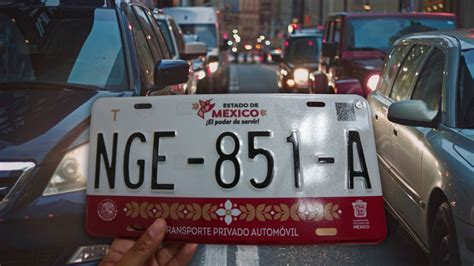 ESTADO DE
MÉXICO
¡El poder de servir!
T
NGE-851-A
TRANSPORTE PRIVADO AUTOMÓVIL